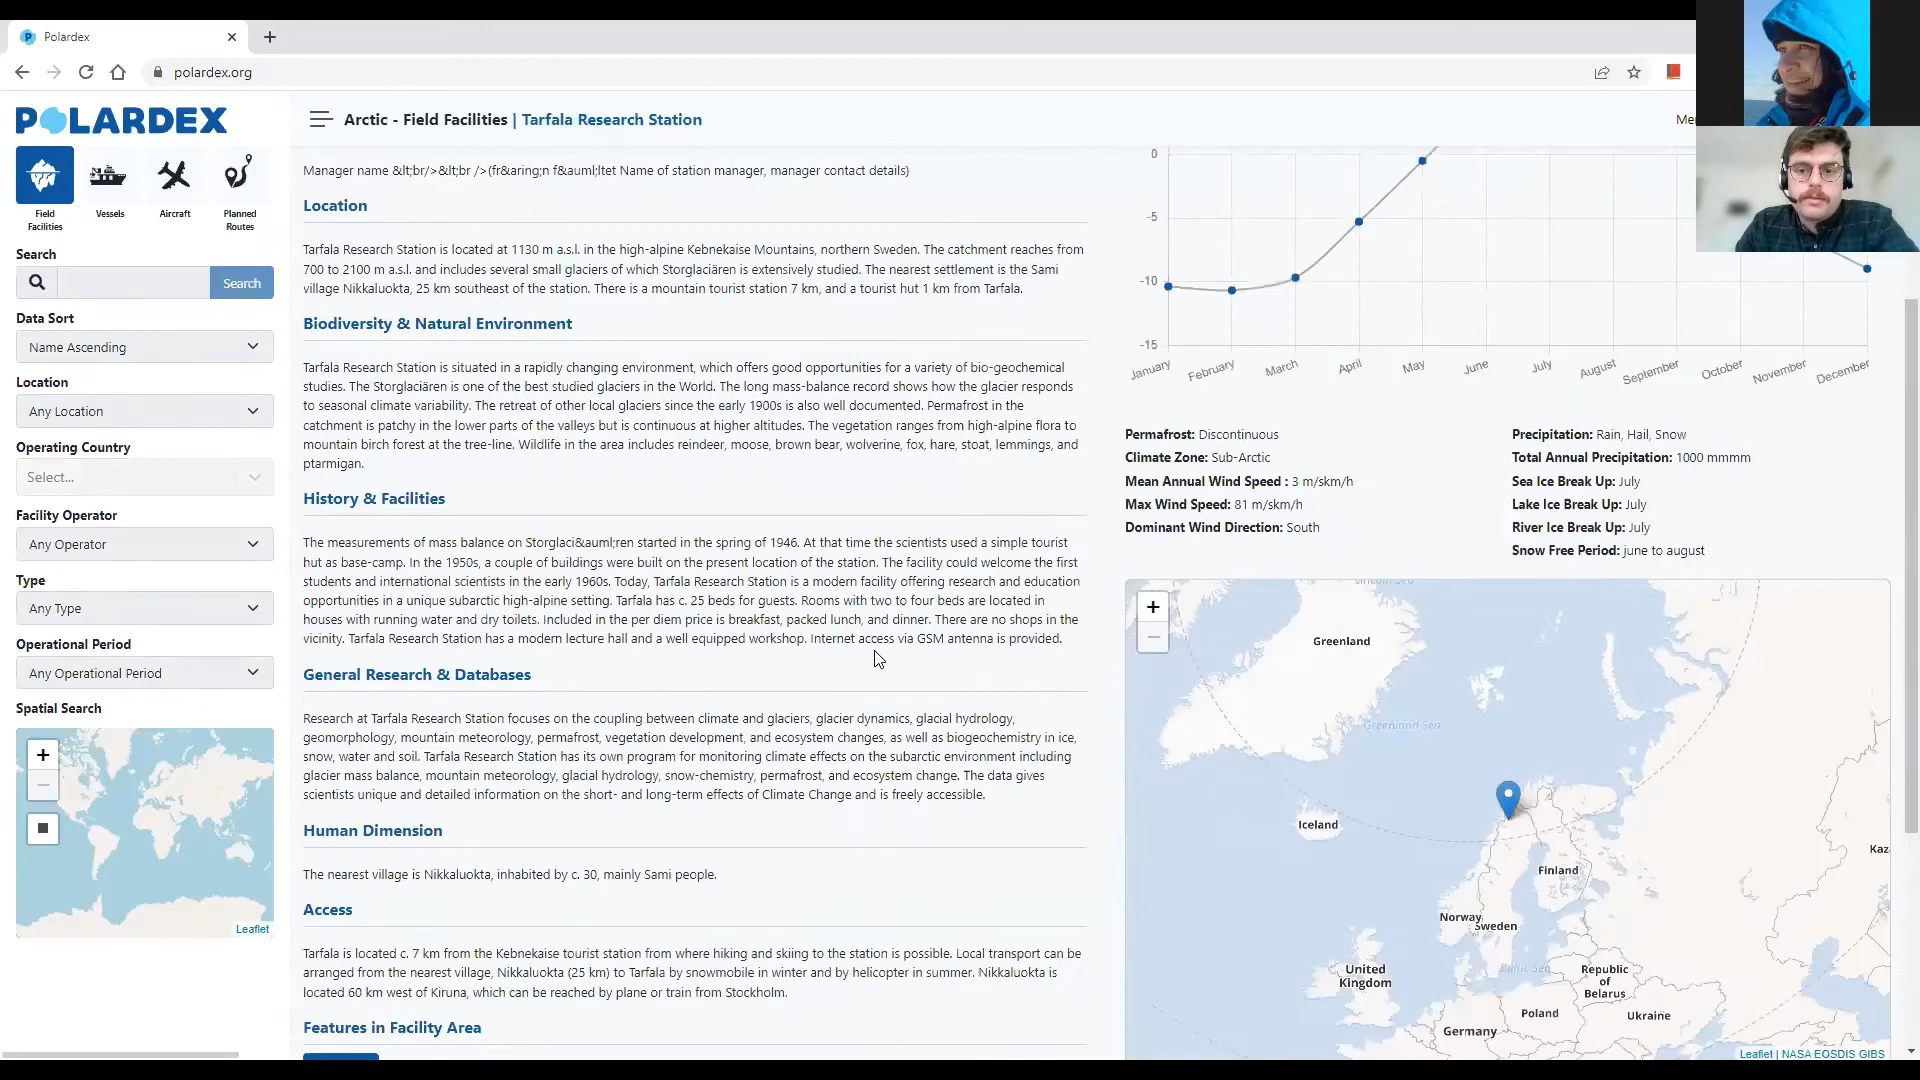 Polardex
polardex.org
POLARDEX
Field
Facilities
Vessels
Aircraft
Planned
Routes
Search
Search
Data Sort
Name Ascending
Location
Any Location
Operating Country
Select...
Facility Operator
Any Operator
Type
Any Type
Operational Period
Any Operational Period
Spatial Search
+
−
Leaflet
Arctic - Field Facilities | Tarfala Research Station
Manager name &lt;br/>&lt;br />(fr&aring;n f&auml;ltet Name of station manager, manager contact details)
Location
Tarfala Research Station is located at 1130 m a.s.l. in the high-alpine Kebnekaise Mountains, northern Sweden. The catchment reaches from
700 to 2100 m a.s.l. and includes several small glaciers of which Storglaciären is extensively studied. The nearest settlement is the Sami
village Nikkaluokta, 25 km southeast of the station. There is a mountain tourist station 7 km, and a tourist hut 1 km from Tarfala.
Biodiversity & Natural Environment
Tarfala Research Station is situated in a rapidly changing environment, which offers good opportunities for a variety of bio-geochemical
studies. The Storglaciären is one of the best studied glaciers in the World. The long mass-balance record shows how the glacier responds
to seasonal climate variability. The retreat of other local glaciers since the early 1900s is also well documented. Permafrost in the
catchment is patchy in the lower parts of the valleys but is continuous at higher altitudes. The vegetation ranges from high-alpine flora to
mountain birch forest at the tree-line. Wildlife in the area includes reindeer, moose, brown bear, wolverine, fox, hare, stoat, lemmings, and
ptarmigan.
History & Facilities
The measurements of mass balance on Storglaci&auml;ren started in the spring of 1946. At that time the scientists used a simple tourist
hut as base-camp. In the 1950s, a couple of buildings were built on the present location of the station. The facility could welcome the first
students and international scientists in the early 1960s. Today, Tarfala Research Station is a modern facility offering research and education
opportunities in a unique subarctic high-alpine setting. Tarfala has c. 25 beds for guests. Rooms with two to four beds are located in
houses with running water and dry toilets. Included in the per diem price is breakfast, packed lunch, and dinner. There are no shops in the
vicinity. Tarfala Research Station has a modern lecture hall and a well equipped workshop. Internet access via GSM antenna is provided.
General Research & Databases
Research at Tarfala Research Station focuses on the coupling between climate and glaciers, glacier dynamics, glacial hydrology,
geomorphology, mountain meteorology, permafrost, vegetation development, and ecosystem changes, as well as biogeochemistry in ice,
snow, water and soil. Tarfala Research Station has its own program for monitoring climate effects on the subarctic environment including
glacier mass balance, mountain meteorology, glacial hydrology, snow-chemistry, permafrost, and ecosystem change. The data gives
scientists unique and detailed information on the short- and long-term effects of Climate Change and is freely accessible.
Human Dimension
The nearest village is Nikkaluokta, inhabited by c. 30, mainly Sami people.
Access
Tarfala is located c. 7 km from the Kebnekaise tourist station from where hiking and skiing to the station is possible. Local transport can be
arranged from the nearest village, Nikkaluokta (25 km) to Tarfala by snowmobile in winter and by helicopter in summer. Nikkaluokta is
located 60 km west of Kiruna, which can be reached by plane or train from Stockholm.
Features in Facility Area
0
-5
-10
-15
January February March April May June July August September October November December
Permafrost: Discontinuous
Climate Zone: Sub-Arctic
Mean Annual Wind Speed : 3 m/skm/h
Max Wind Speed: 81 m/skm/h
Dominant Wind Direction: South
Precipitation: Rain, Hail, Snow
Total Annual Precipitation: 1000 mmmm
Sea Ice Break Up: July
Lake Ice Break Up: July
River Ice Break Up: July
Snow Free Period: june to august
+
−
Greenland
Greenland Sea
Iceland
Finland
Norway
Sweden
Baltic Sea
United
Kingdom
Republic
of
Belarus
Poland
Ukraine
Germany
Kaz
Leaflet | NASA EOSDIS GIBS